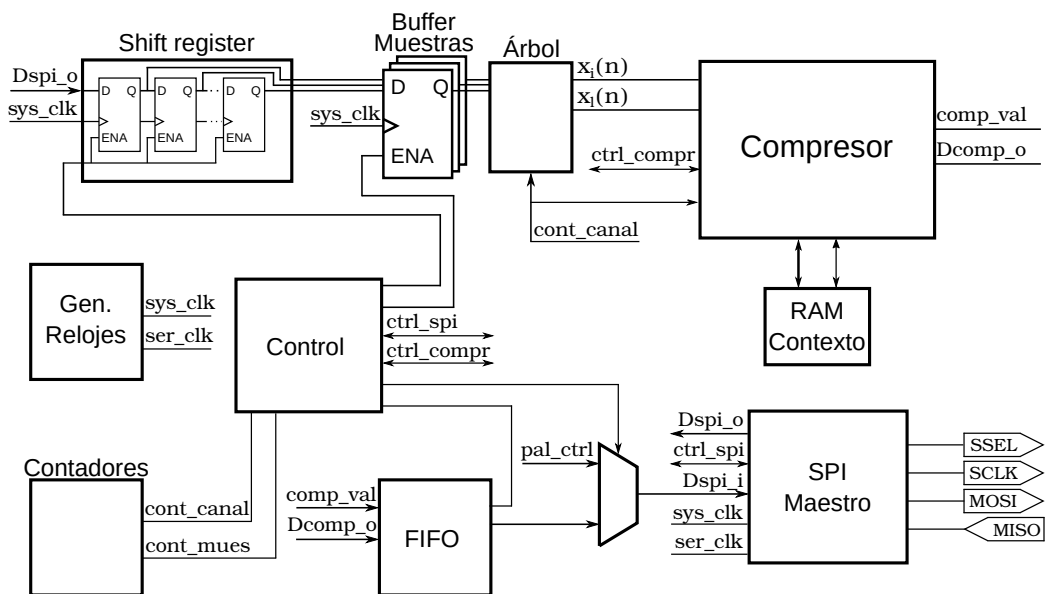 Shift register
Buffer
Muestras
Árbol
Dspi_o
sys_clk
D Q
ENA
D Q
ENA
D Q
ENA
sys_clk
D Q
ENA
xi(n)
xl(n)
ctrl_compr
cont_canal
Compresor
comp_val
Dcomp_o
RAM
Contexto
Gen.
Relojes
sys_clk
ser_clk
Control
ctrl_spi
ctrl_compr
Contadores
cont_canal
cont_mues
comp_val
Dcomp_o
FIFO
pal_ctrl
Dspi_o
ctrl_spi
Dspi_i
sys_clk
ser_clk
SPI
Maestro
SSEL
SCLK
MOSI
MISO